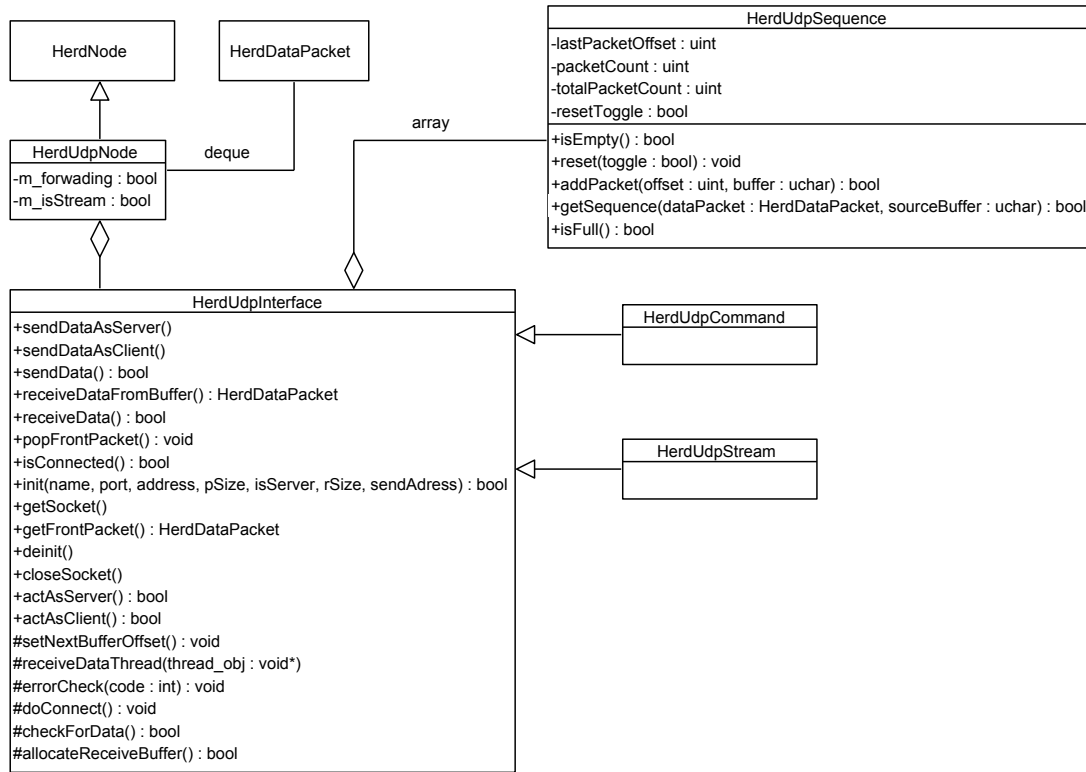 HerdNode
HerdDataPacket
HerdUdpSequence
-lastPacketOffset : uint
-packetCount : uint
-totalPacketCount : uint
-resetToggle : bool
+isEmpty() : bool
+reset(toggle : bool) : void
+addPacket(offset : uint, buffer : uchar) : bool
+getSequence(dataPacket : HerdDataPacket, sourceBuffer : uchar) : bool
+isFull() : bool
array
HerdUdpNode
-m_forwading : bool
-m_isStream : bool
deque
HerdUdpInterface
+sendDataAsServer()
+sendDataAsClient()
+sendData() : bool
+receiveDataFromBuffer() : HerdDataPacket
+receiveData() : bool
+popFrontPacket() : void
+isConnected() : bool
+init(name, port, address, pSize, isServer, rSize, sendAdress) : bool
+getSocket()
+getFrontPacket() : HerdDataPacket
+deinit()
+closeSocket()
+actAsServer() : bool
+actAsClient() : bool
#setNextBufferOffset() : void
#receiveDataThread(thread_obj : void*)
#errorCheck(code : int) : void
#doConnect() : void
#checkForData() : bool
#allocateReceiveBuffer() : bool
HerdUdpCommand
HerdUdpStream